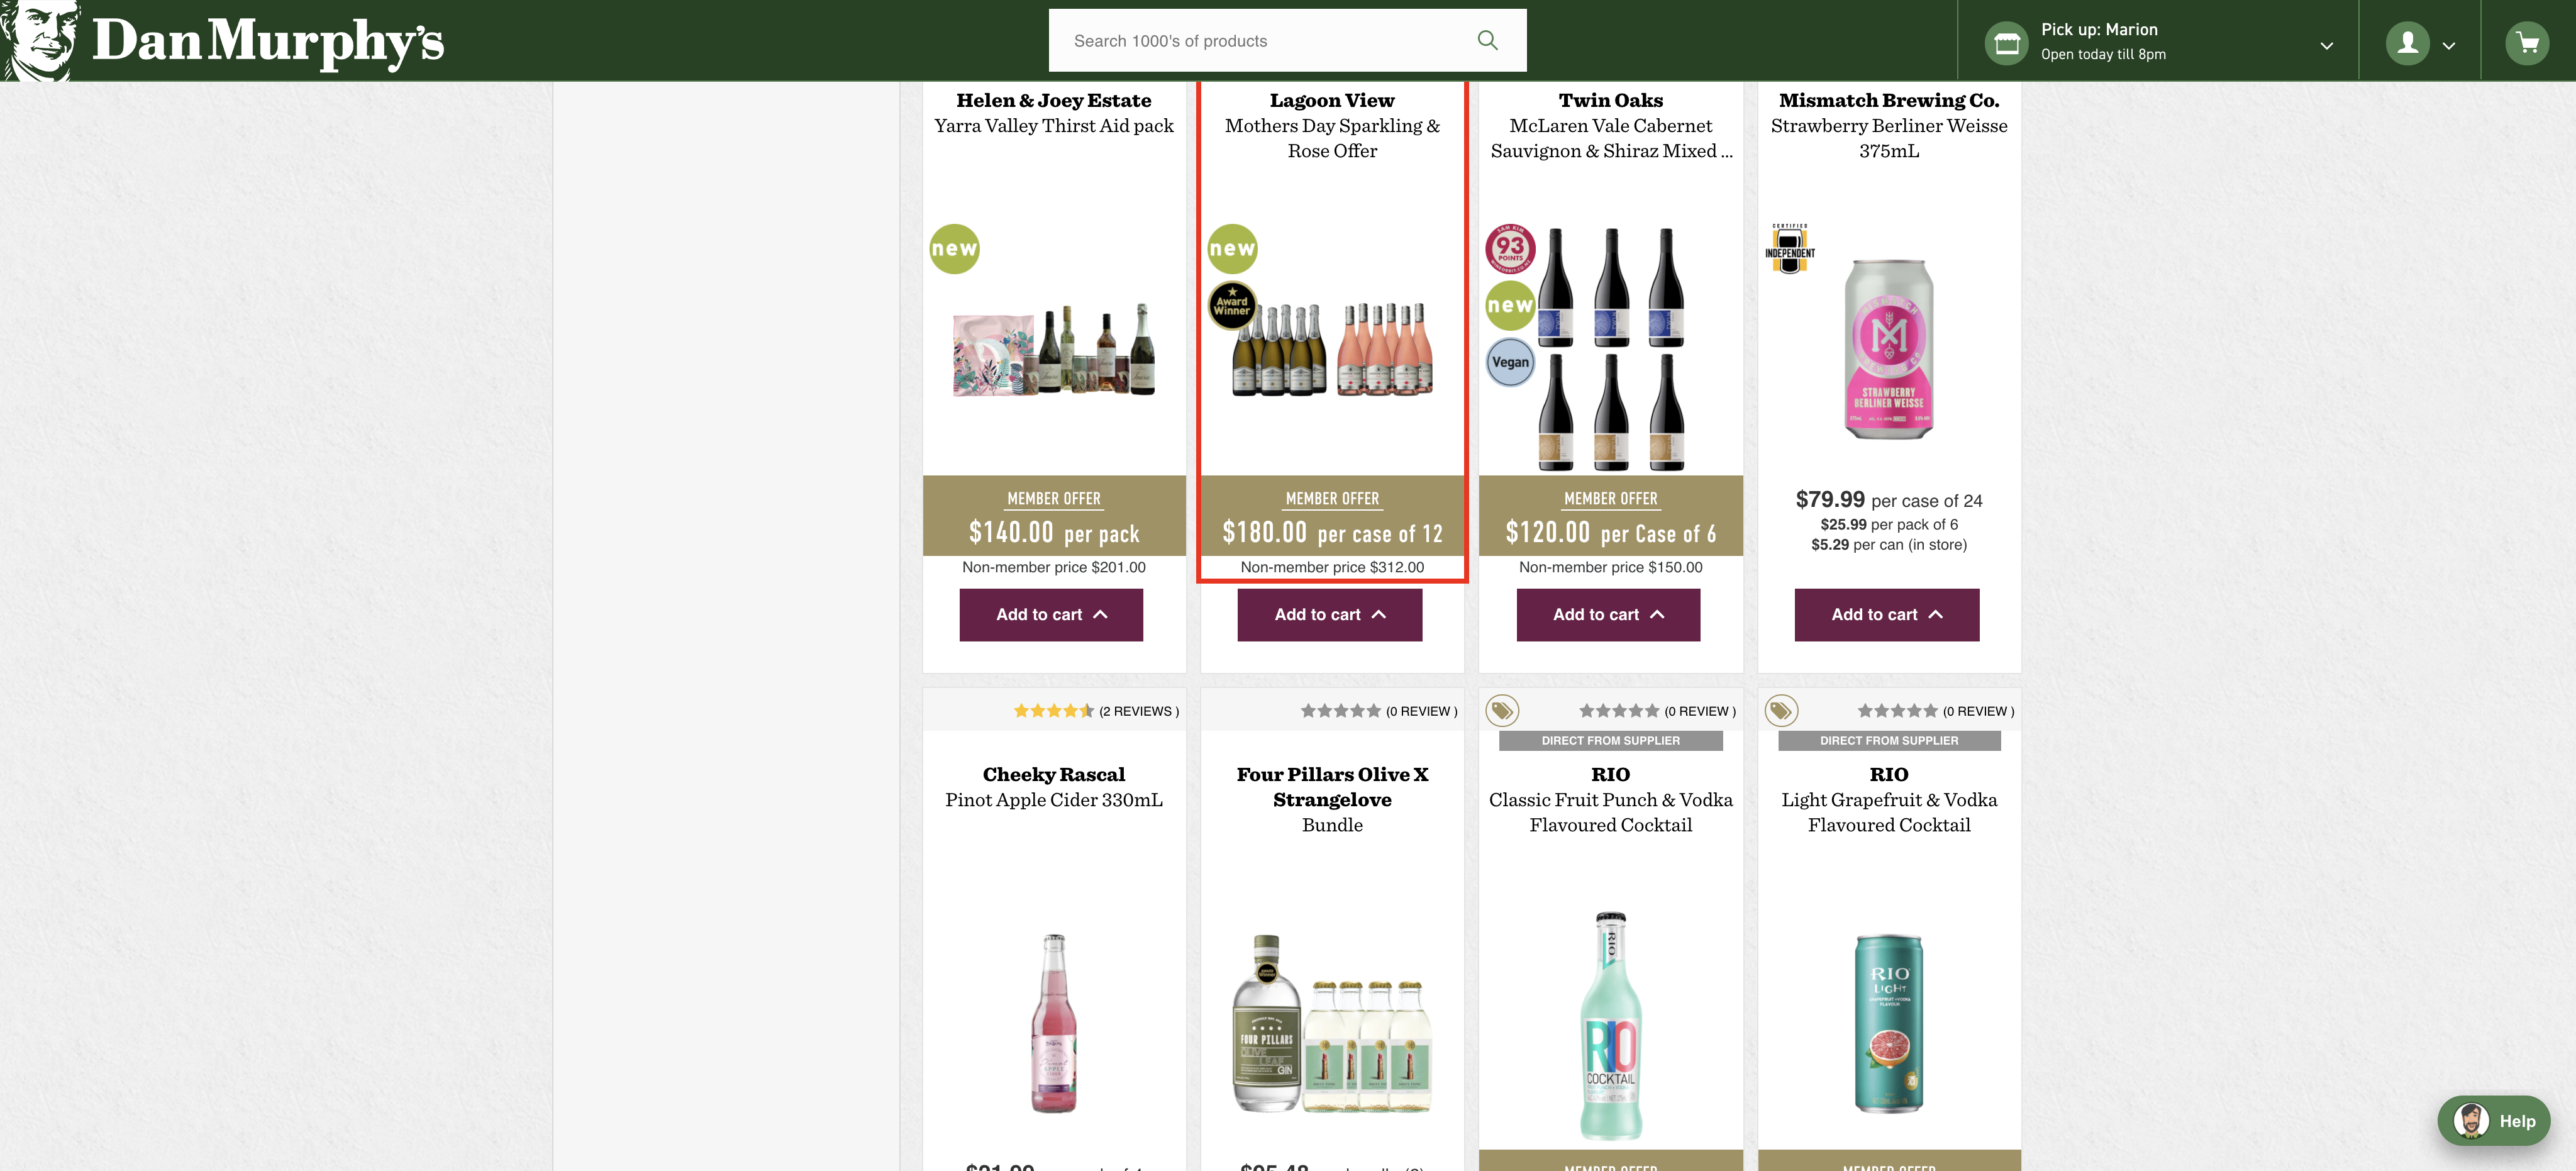 Dan Murphy's
Search 1000's of products
Pick up: Marion
Open today till 8pm
Helen & Joey Estate
Yarra Valley Thirst Aid pack
new
MEMBER OFFER
$140.00 per pack
Non-member price $201.00
Add to cart
Lagoon View
Mothers Day Sparkling &
Rose Offer
new
Award
Winner
MEMBER OFFER
$180.00 per case of 12
Non-member price $312.00
Add to cart
Twin Oaks
McLaren Vale Cabernet
Sauvignon & Shiraz Mixed ...
SAM KIM
93
POINTS
new
Vegan
MEMBER OFFER
$120.00 per Case of 6
Non-member price $150.00
Add to cart
Mismatch Brewing Co.
Strawberry Berliner Weisse
375mL
CERTIFIED
INDEPENDENT
STRAWBERRY
BERLINER WEISSE
$79.99 per case of 24
$25.99 per pack of 6
$5.29 per can (in store)
Add to cart
(2 REVIEWS )
Cheeky Rascal
Pinot Apple Cider 330mL
(0 REVIEW )
Four Pillars Olive X
Strangelove
Bundle
FOUR PILLARS
OLIVE
LEAF
GIN
(0 REVIEW )
DIRECT FROM SUPPLIER
RIO
Classic Fruit Punch & Vodka
Flavoured Cocktail
RIO
RIO
COCKTAIL
MEMBER OFFER
(0 REVIEW )
DIRECT FROM SUPPLIER
RIO
Light Grapefruit & Vodka
Flavoured Cocktail
RIO
LIGHT
MEMBER OFFER
Help